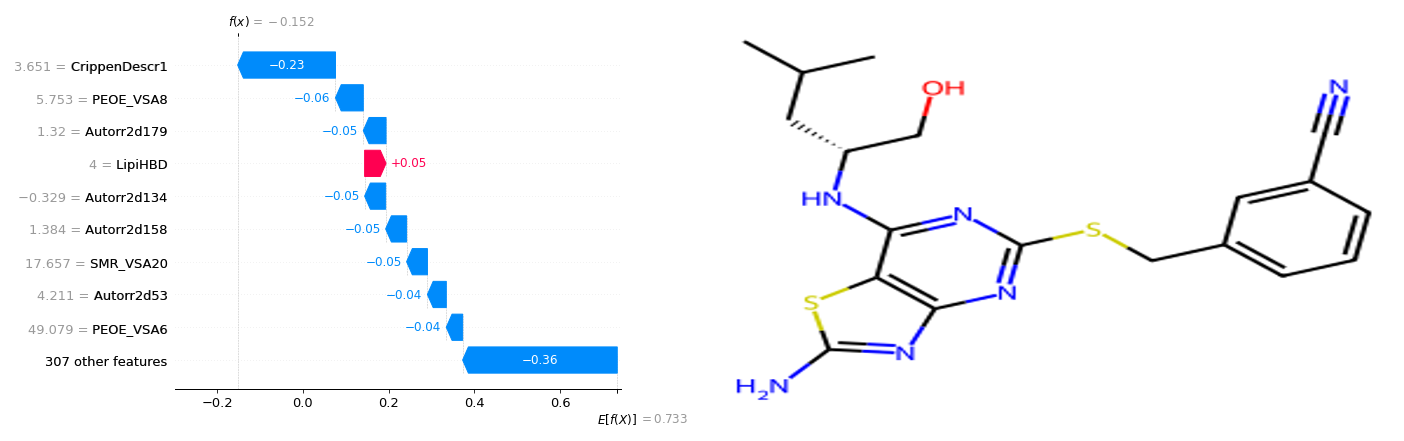 f(x) = −0.152
3.651 = CrippenDescr1
−0.23
5.753 = PEOE_VSA8
−0.06
1.32 = Autorr2d179
−0.05
4 = LipiHBD
+0.05
−0.329 = Autorr2d134
−0.05
1.384 = Autorr2d158
−0.05
17.657 = SMR_VSA20
−0.05
4.211 = Autorr2d53
−0.04
49.079 = PEOE_VSA6
−0.04
307 other features
−0.36
−0.2 0.0 0.2 0.4 0.6
E[f(X)] = 0.733
OH
N
HN
N
S
N
S
N
H2N